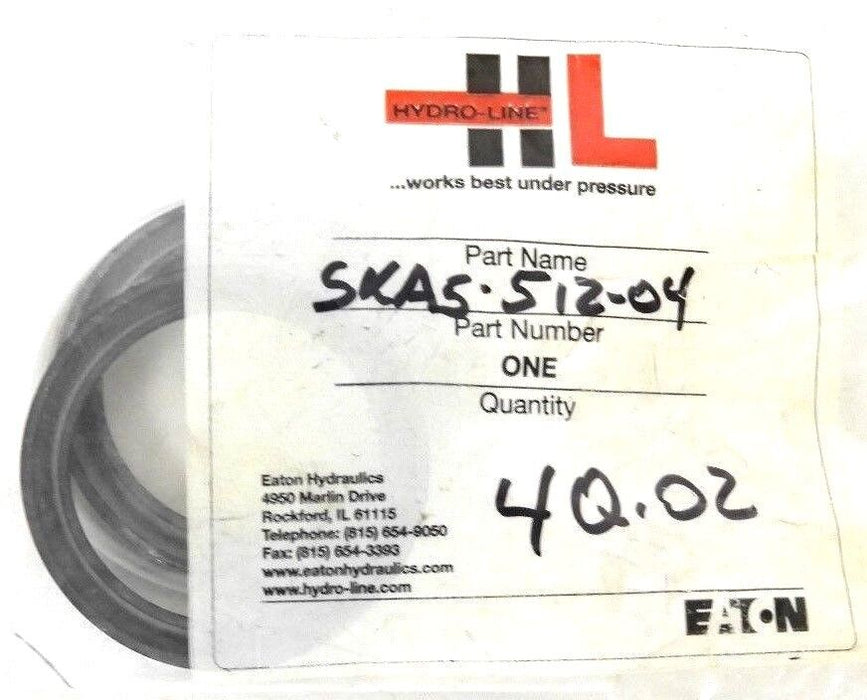 HL
HYDRO-LINE™
...works best under pressure
Part Name
SKA5-512-04
Part Number
ONE
Quantity
4Q.02
Eaton Hydraulics
4950 Marlin Drive
Rockford, IL 61115
Telephone: (815) 654-9050
Fax: (815) 654-3393
www.eatonhydraulics.com
www.hydro-line.com
EATON